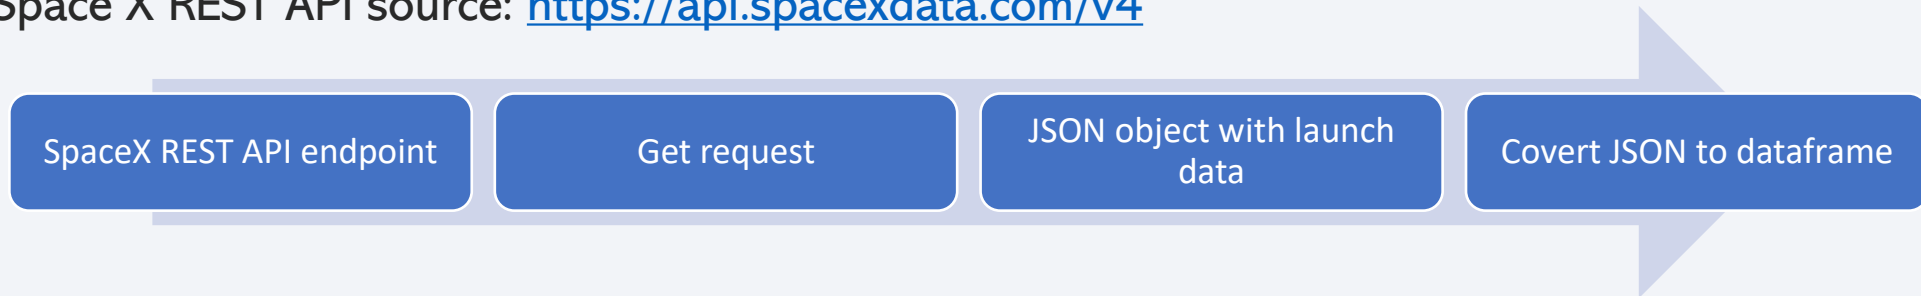 Space X REST API source: https://api.spacexdata.com/v4
SpaceX REST API endpoint
Get request
JSON object with launch
data
Covert JSON to dataframe